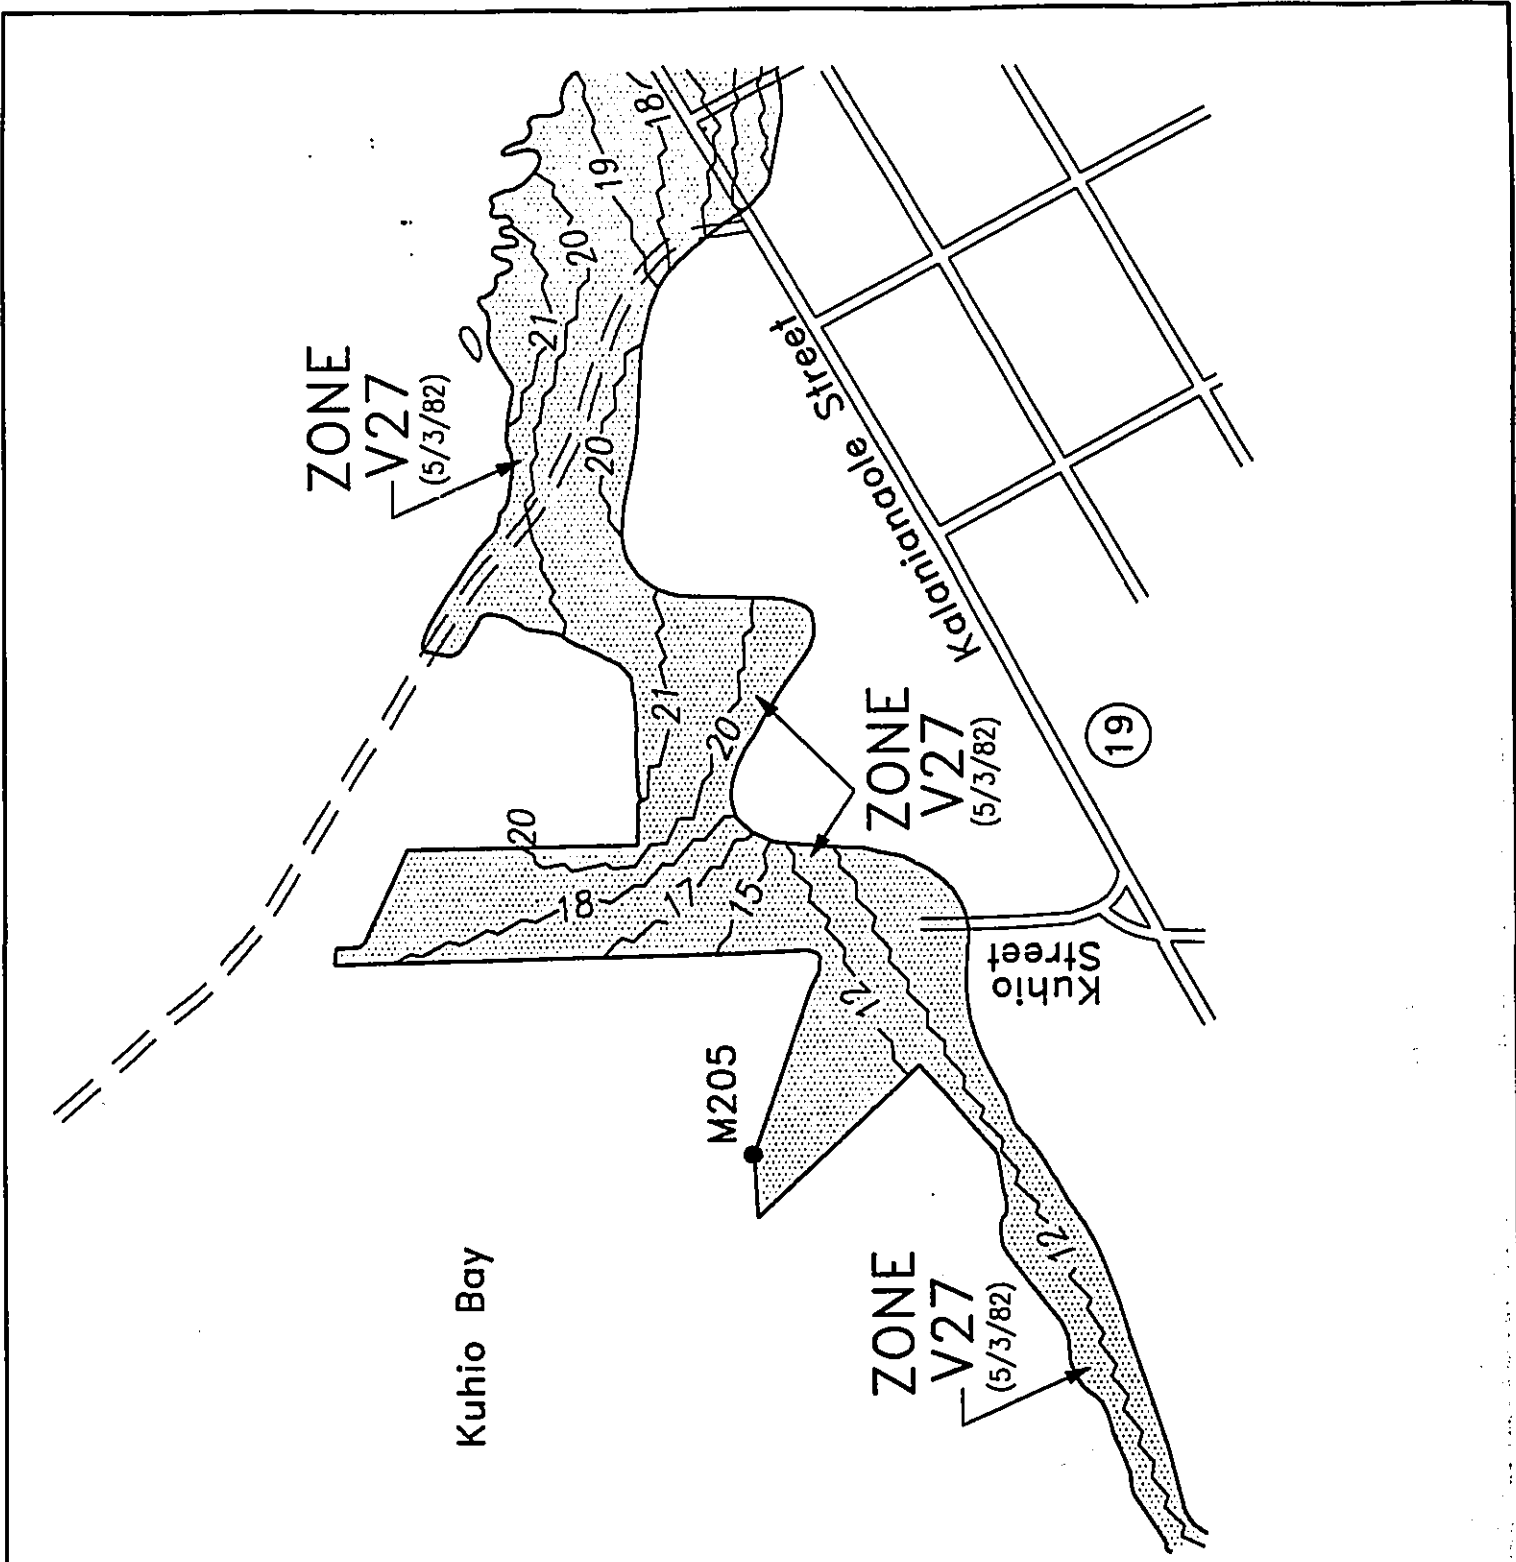 ZONE
V27
(5/3/82)
Kuhio Bay
20
21
18
20
20
19
18
21
17
M205
20
15
Kalanianaole Street
12
ZONE
V27
(5/3/82)
ZONE
V27
(5/3/82)
Kuhio
Street
12
19